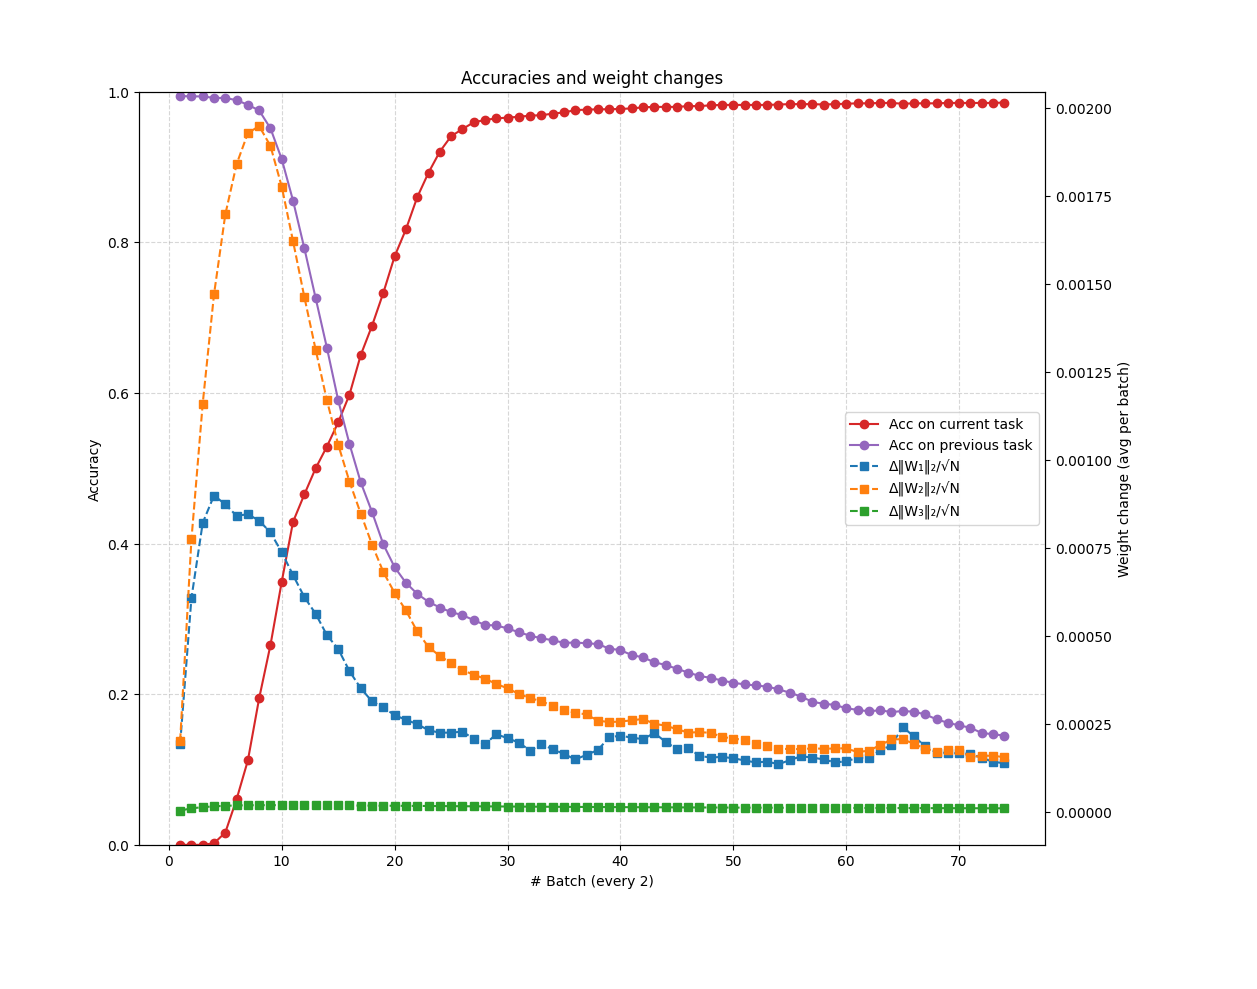 Accuracies and weight changes
1.0
0.8
0.6
0.4
0.2
0.0
Accuracy
0
10
20
30
40
50
60
70
# Batch (every 2)
0.00200
0.00175
0.00150
0.00125
0.00100
0.00075
0.00050
0.00025
0.00000
Weight change (avg per batch)
Acc on current task
Acc on previous task
Δ‖W₁‖₂/√N
Δ‖W₂‖₂/√N
Δ‖W₃‖₂/√N